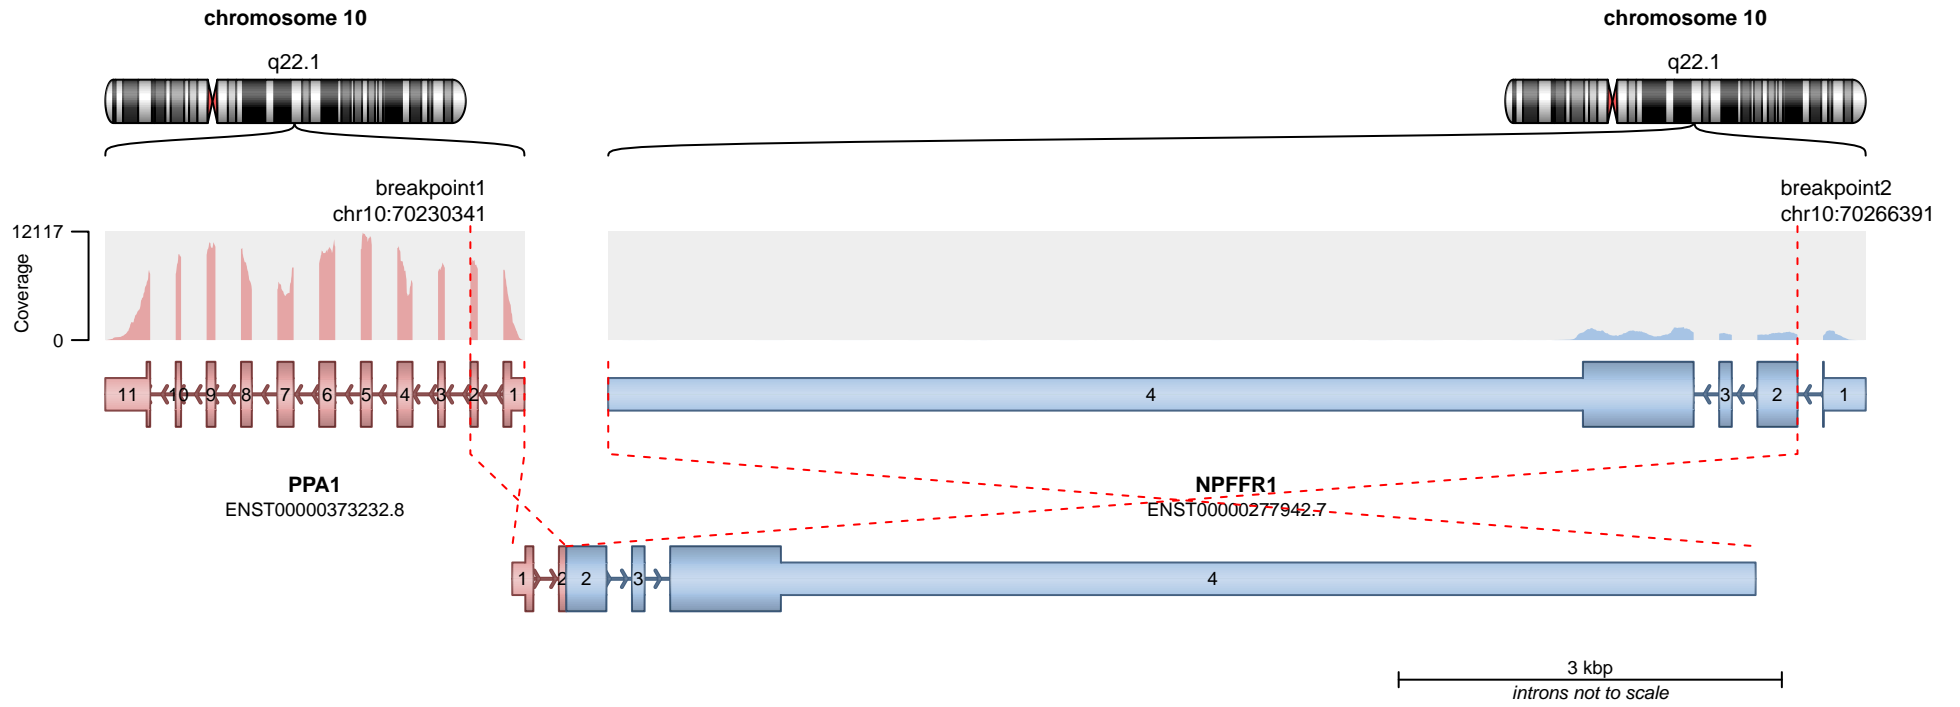 chromosome 10
chromosome 10
q22.1
q22.1
breakpoint1
chr10:70230341
breakpoint2
chr10:70266391
12117
Coverage
0
11 10 9 8 7 6 5 4 3 2 1
4 3 2 1
PPA1
ENST00000373232.8
NPFFR1
ENST00000277942.7
1 2 2 3 4
3 kbp
introns not to scale